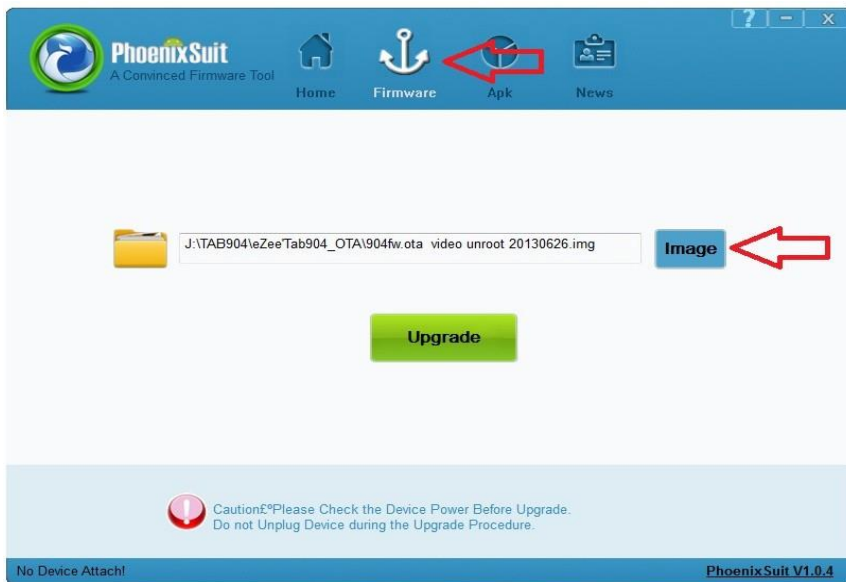 ? — x
PhoenixSuit
A Convinced Firmware Tool
Home Firmware Apk News
J:\TAB904\eZee'Tab904_OTA\904fw.ota video unroot 20130626.img
Image
Upgrade
Caution£ºPlease Check the Device Power Before Upgrade.
Do not Unplug Device during the Upgrade Procedure.
No Device Attach!
PhoenixSuit V1.0.4